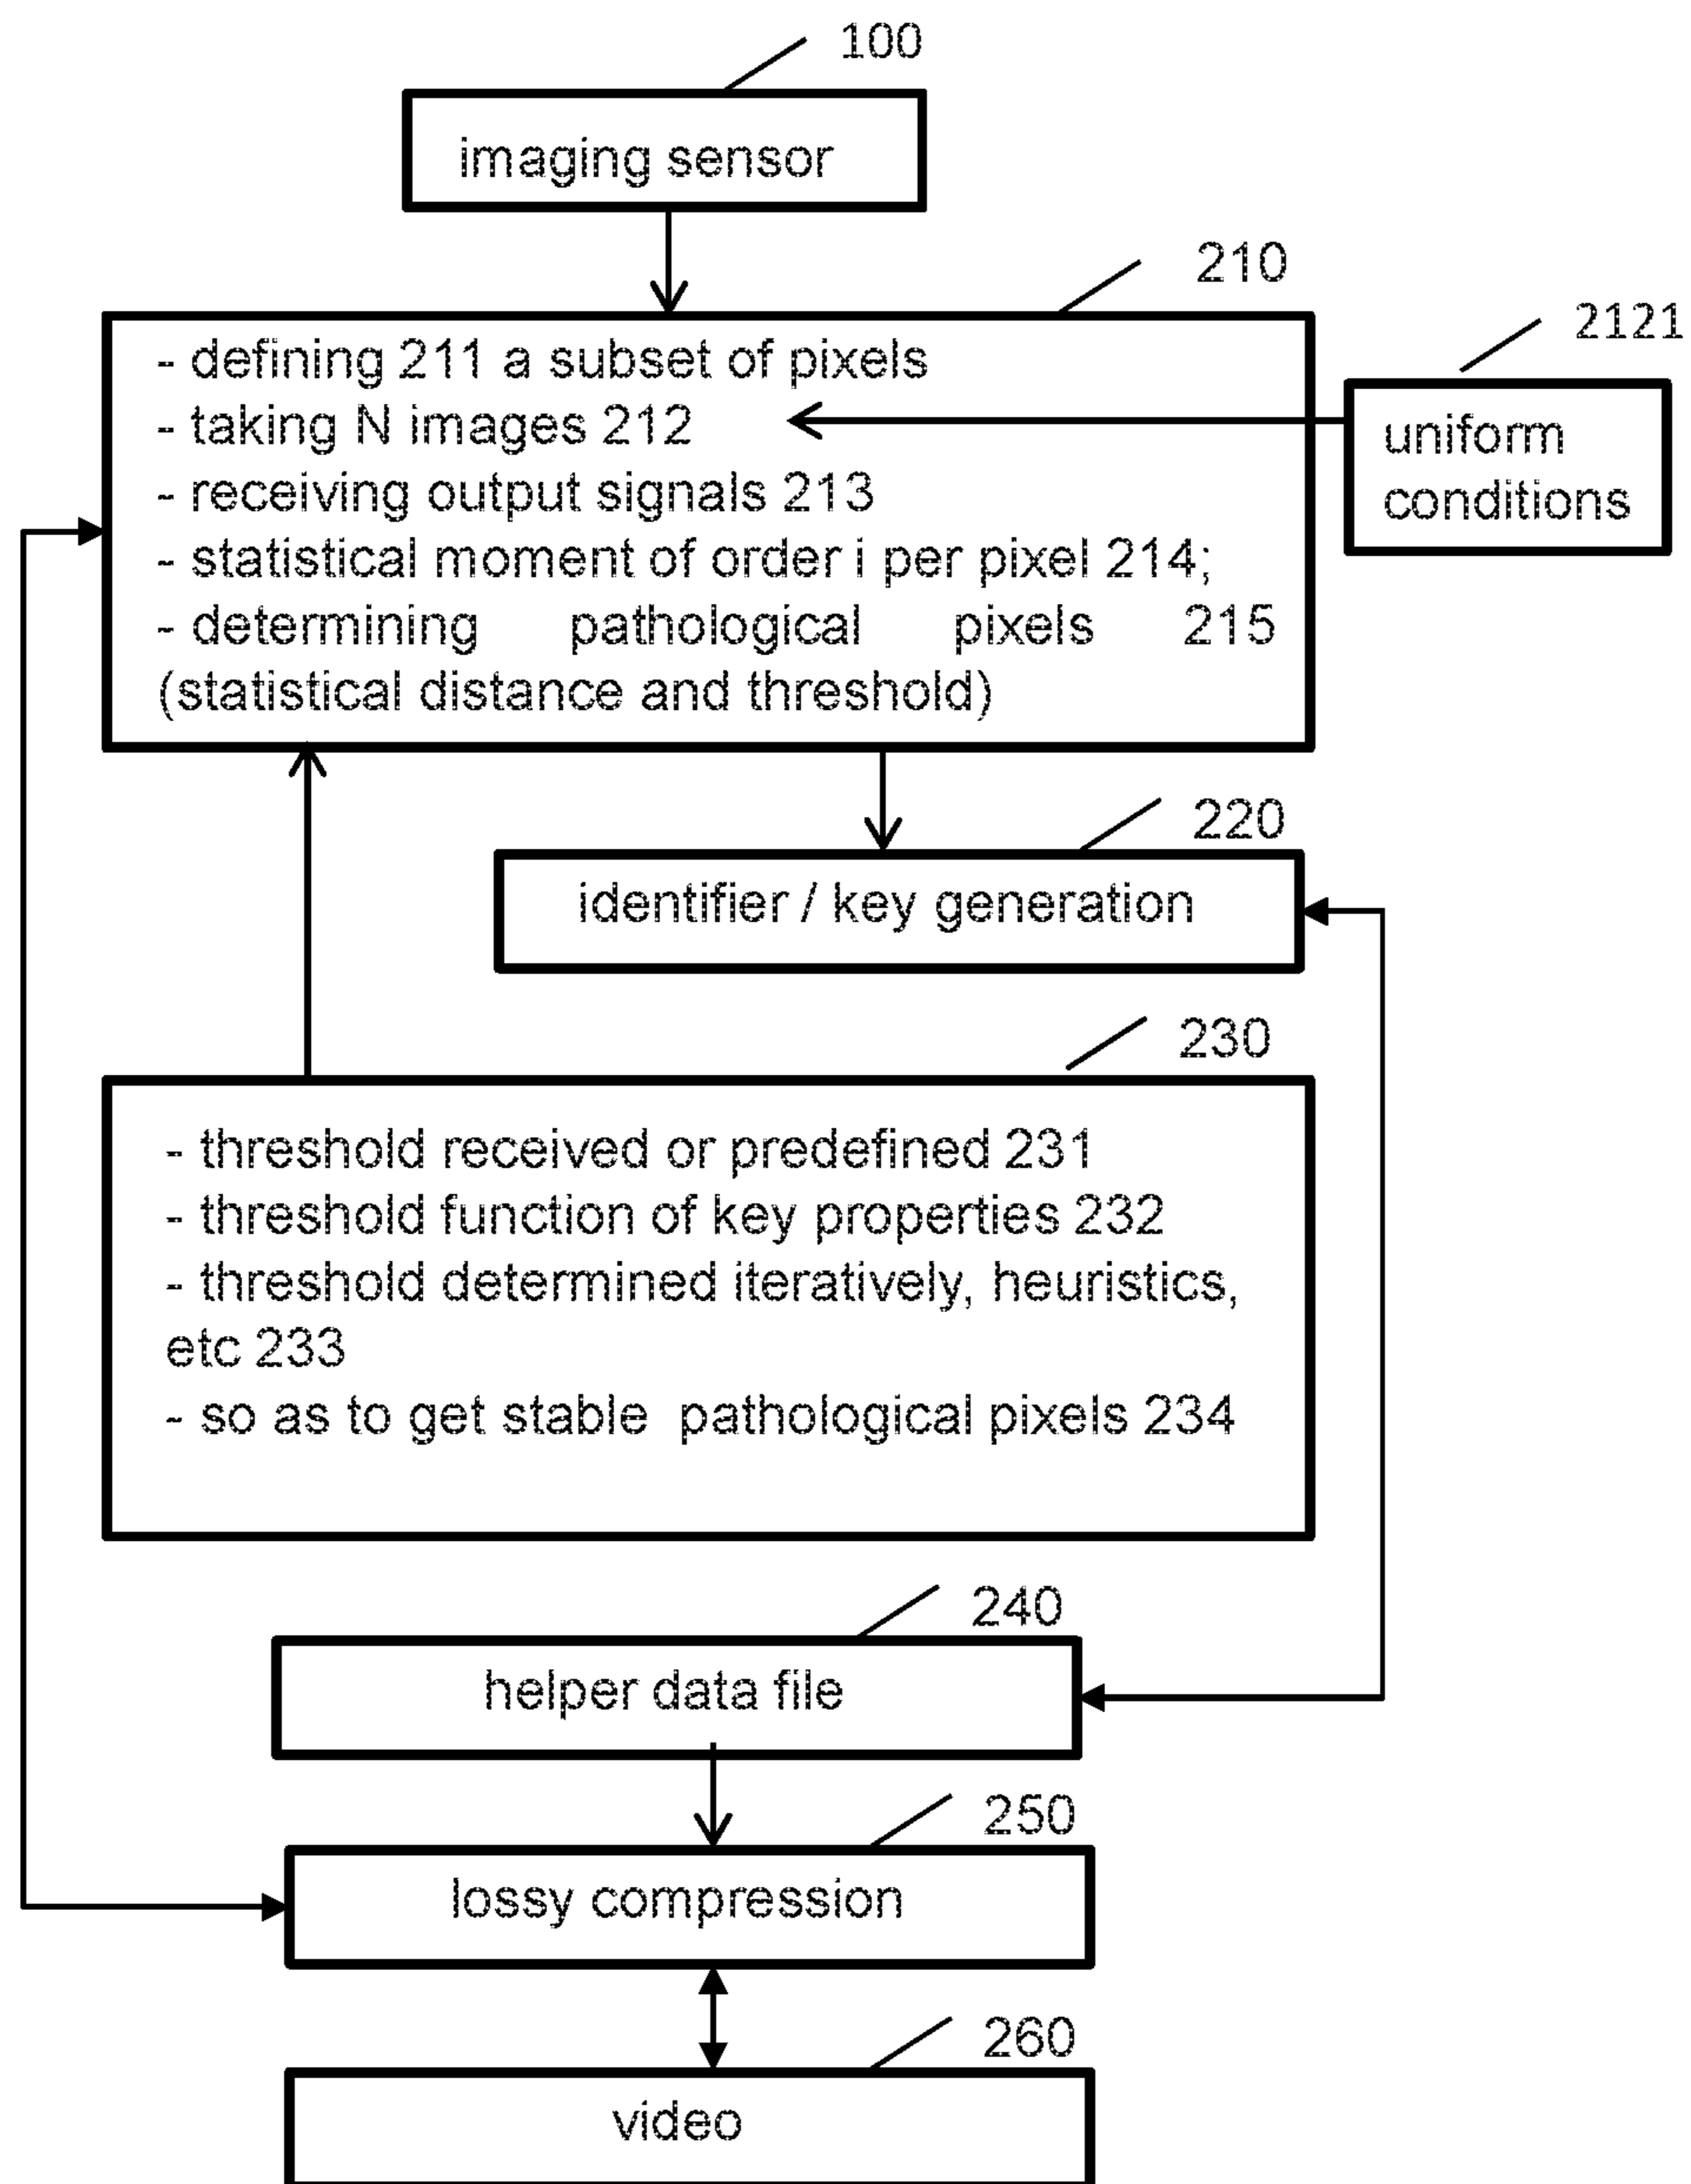 100
imaging sensor
210
2121
- defining 211 a subset of pixels
- taking N images 212
- receiving output signals 213
- statistical moment of order i per pixel 214;
- determining pathological pixels 215
(statistical distance and threshold)
uniform
conditions
220
identifier / key generation
230
- threshold received or predefined 231
- threshold function of key properties 232
- threshold determined iteratively, heuristics,
etc 233
- so as to get stable pathological pixels 234
240
helper data file
250
lossy compression
260
video